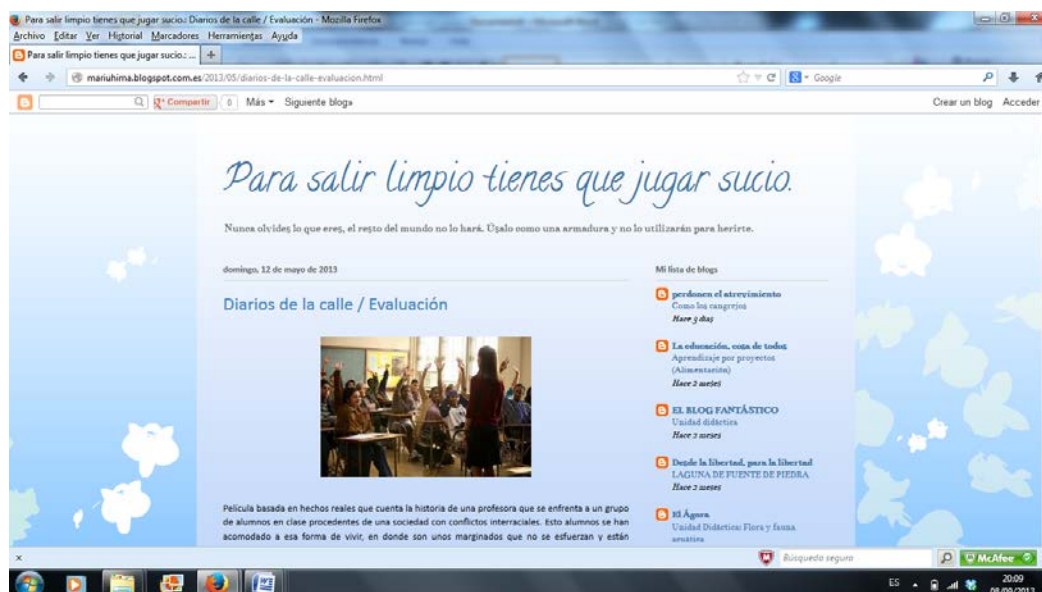 Para salir limpio tienes que jugar sucio.: Diarios de la calle / Evaluación - Mozilla Firefox
Archivo Editar Ver Historial Marcadores Herramientas Ayuda
Para salir limpio tienes que jugar sucio.: ... +
mariuhima.blogspot.com.es/2013/05/diarios-de-la-calle-evaluacion.html Google
Compartir 8 Más Siguiente blog» Crear un blog Acceder
Para salir limpio tienes que jugar sucio.
Nunca olvides lo que eres, el resto del mundo no lo hará. Úsalo como una armadura y no lo utilizarán para herirte.
domingo, 12 de mayo de 2013
Diarios de la calle / Evaluación
Película basada en hechos reales que cuenta la historia de una profesora que se enfrenta a un grupo
de alumnos en clase procedentes de una sociedad con conflictos interraciales. Esto alumnos se han
acomodado a esa forma de vivir, en donde son unos marginados que no se esfuerzan y están
Mi lista de blogs
perdonen el atrevimiento
Como los cangrejos
Hace 3 días
La educación, cosa de todos
Aprendizaje por proyectos
(Alimentación)
Hace 2 meses
EL BLOG FANTÁSTICO
Unidad didáctica
Hace 2 meses
Desde la libertad, para la libertad
LAGUNA DE FUENTE DE PIEDRA
Hace 2 meses
El Ágora
Unidad Didáctica: Flora y fauna
acuática
x Búsqueda segura McAfee
ES 20:09
08/09/2013